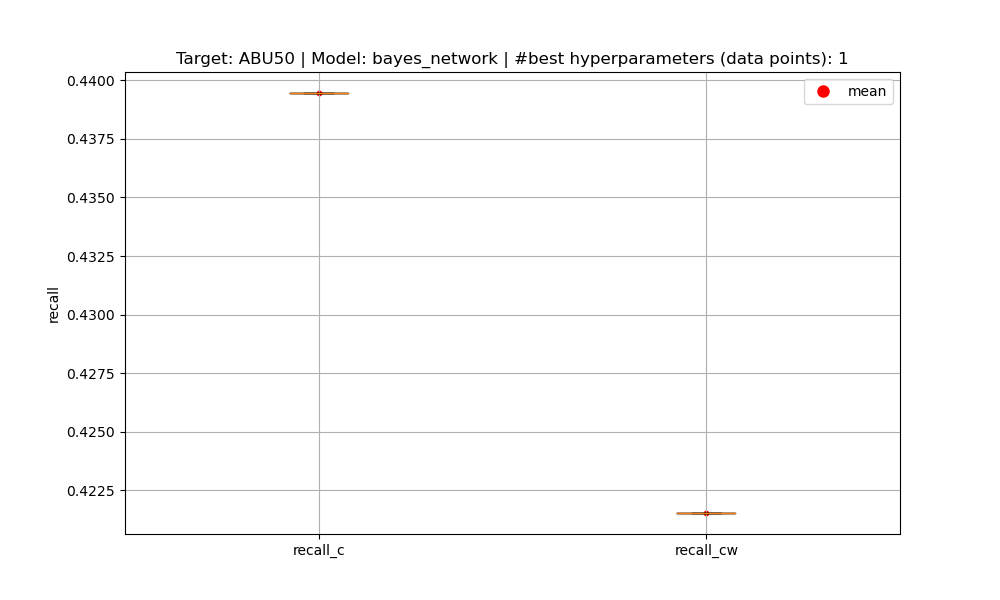 Target: ABU50 | Model: bayes_network | #best hyperparameters (data points): 1
mean
recall
0.4400
0.4375
0.4350
0.4325
0.4300
0.4275
0.4250
0.4225
recall_c
recall_cw